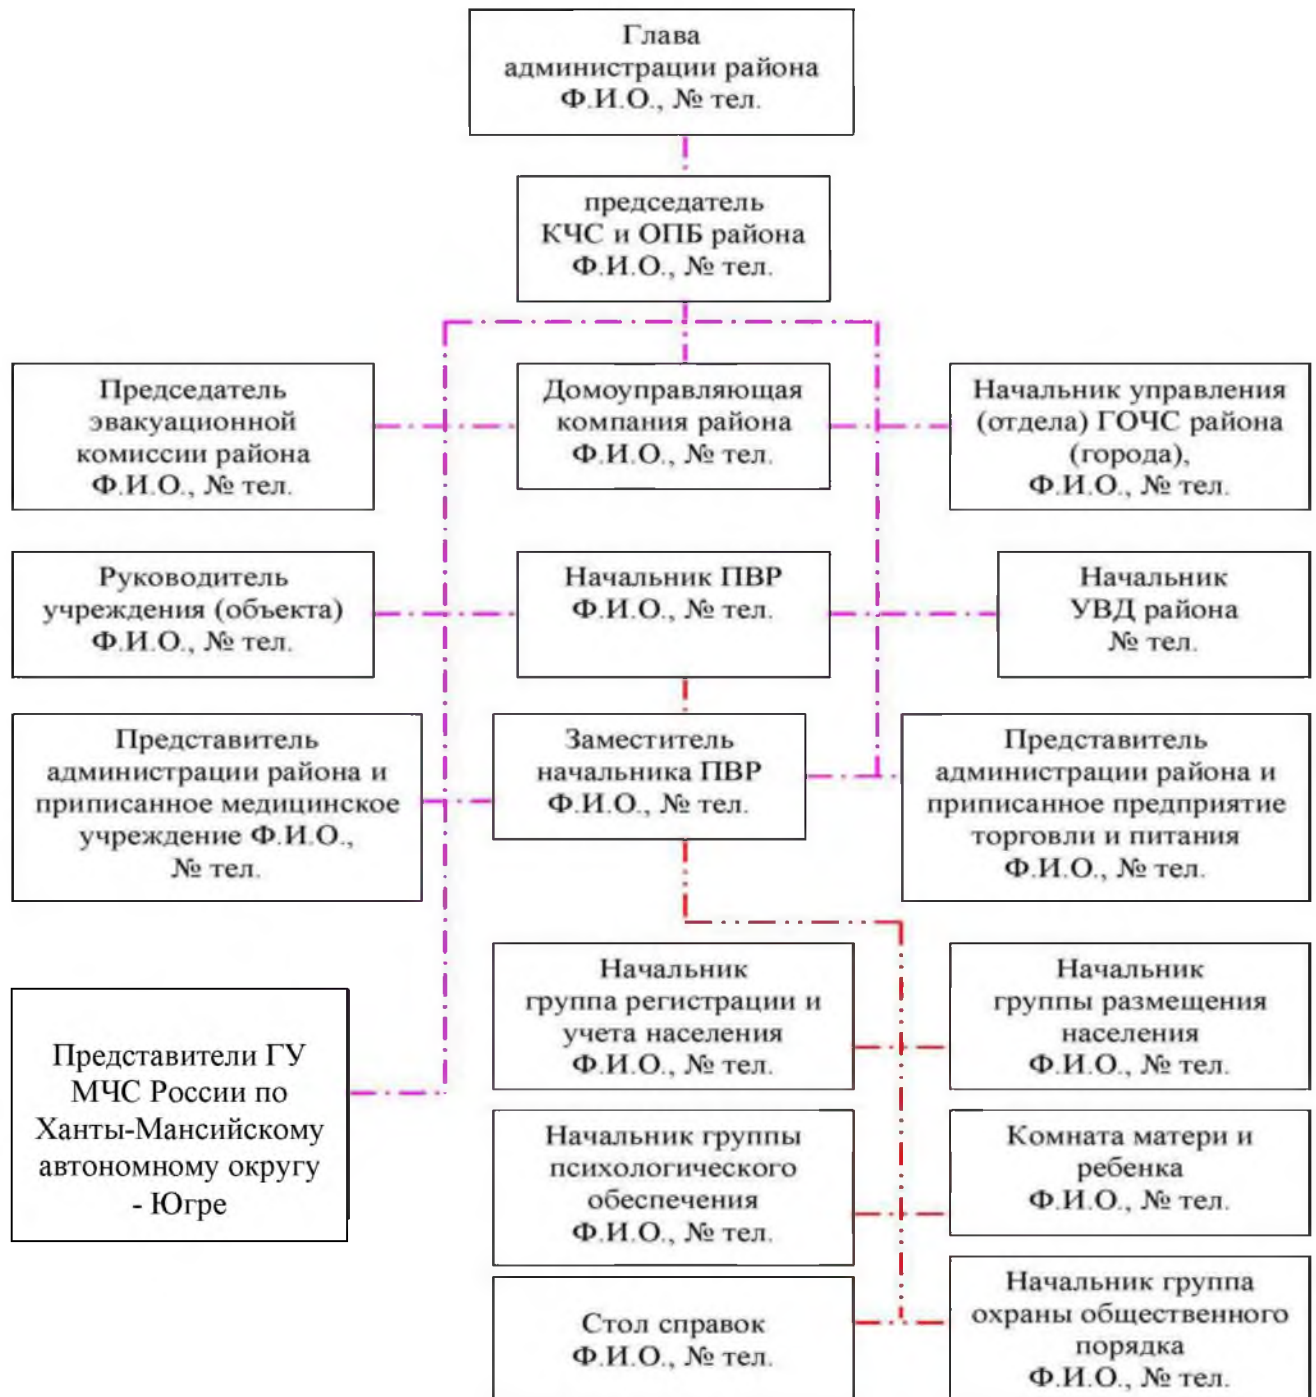 Глава
администрации района
Ф.И.О., № тел.
председатель
КЧС и ОПБ района
Ф.И.О., № тел.
Председатель
эвакуационной
комиссии района
Ф.И.О., № тел.
Домоуправляющая
компания района
Ф.И.О., № тел.
Начальник управления
(отдела) ГОЧС района
(города),
Ф.И.О., № тел.
Руководитель
учреждения (объекта)
Ф.И.О., № тел.
Начальник ПВР
Ф.И.О., № тел.
Начальник
УВД района
№ тел.
Представитель
администрации района и
приписанное медицинское
учреждение Ф.И.О.,
№ тел.
Заместитель
начальника ПВР
Ф.И.О., № тел.
Представитель
администрации района и
приписанное предприятие
торговли и питания
Ф.И.О., № тел.
Представители ГУ
МЧС России по
Ханты-Мансийскому
автономному округу
- Югре
Начальник
группа регистрации и
учета населения
Ф.И.О., № тел.
Начальник
группы размещения
населения
Ф.И.О., № тел.
Начальник группы
психологического
обеспечения
Ф.И.О., № тел.
Комната матери и
ребенка
Ф.И.О., № тел.
Стол справок
Ф.И.О., № тел.
Начальник группа
охраны общественного
порядка
Ф.И.О., № тел.